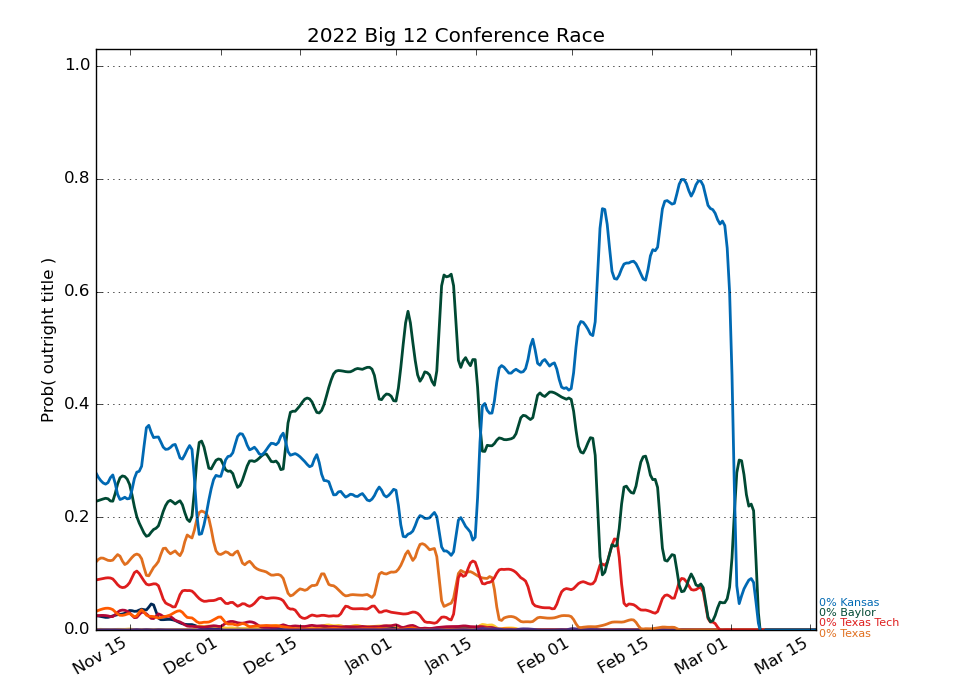 2022 Big 12 Conference Race
Prob( outright title )
1.0
0.8
0.6
0.4
0.2
0.0
Nov 15
Dec 01
Dec 15
Jan 01
Jan 15
Feb 01
Feb 15
Mar 01
Mar 15
0% Kansas
0% Baylor
0% Texas Tech
0% Texas